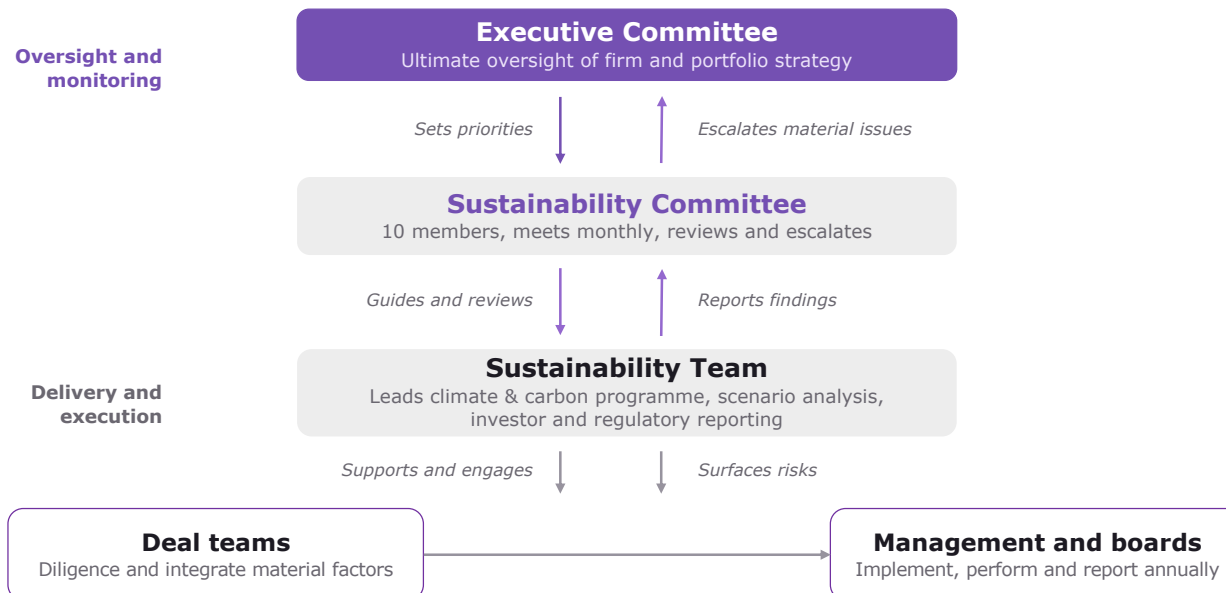 Executive Committee
Ultimate oversight of firm and portfolio strategy
Oversight and
monitoring
Sets priorities
Escalates material issues
Sustainability Committee
10 members, meets monthly, reviews and escalates
Guides and reviews
Reports findings
Sustainability Team
Leads climate & carbon programme, scenario analysis,
investor and regulatory reporting
Delivery and
execution
Supports and engages
Surfaces risks
Deal teams
Diligence and integrate material factors
Management and boards
Implement, perform and report annually